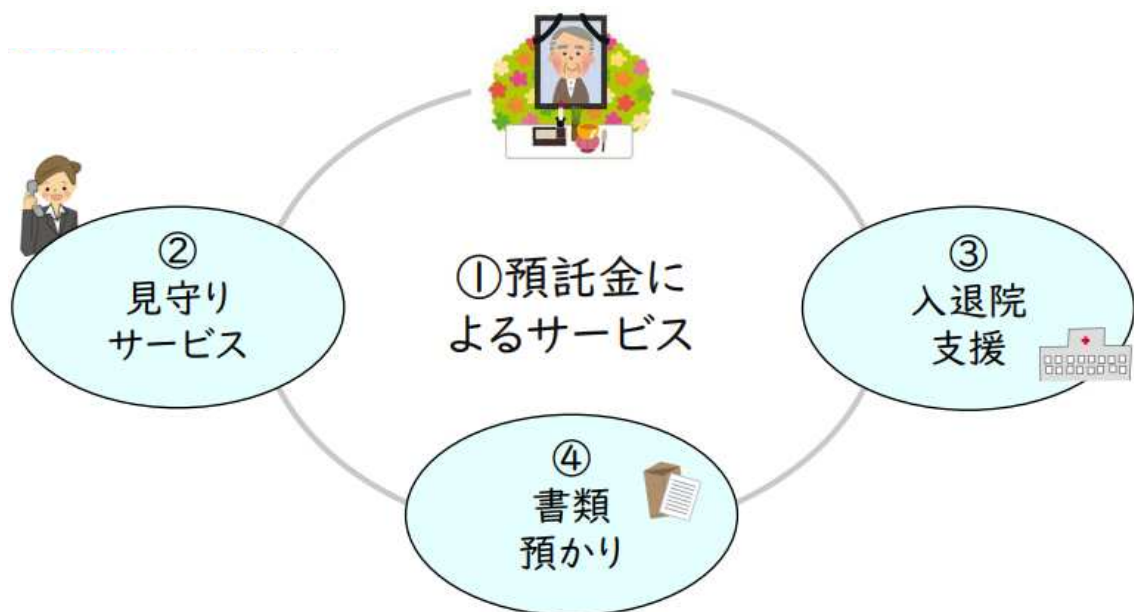 ①預託金に
よるサービス
②
見守り
サービス
③
入退院
支援
④
書類
預かり